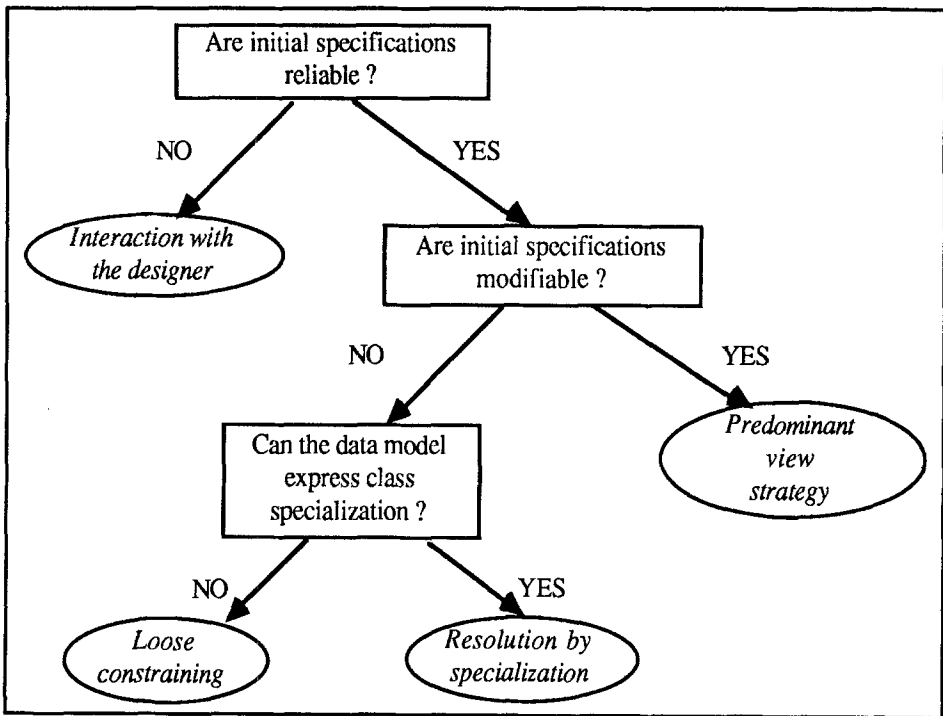 Are initial specifications
reliable ?
NO
YES
Interaction with
the designer
Are initial specifications
modifiable ?
NO
YES
Can the data model
express class
specialization ?
Predominant
view
strategy
NO
YES
Loose
constraining
Resolution by
specialization